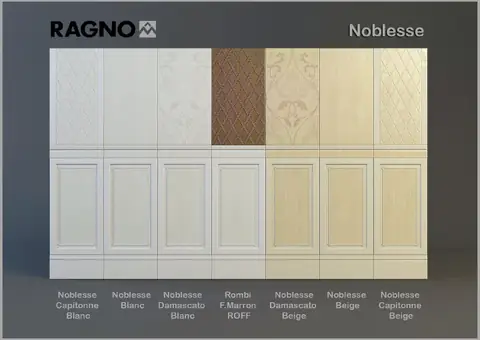 RAGNO
Noblesse
Noblesse
Capitonne
Blanc
Noblesse
Blanc
Noblesse
Damascato
Blanc
Rombi
F.Marron
ROFF
Noblesse
Damascato
Beige
Noblesse
Beige
Noblesse
Capitonne
Beige